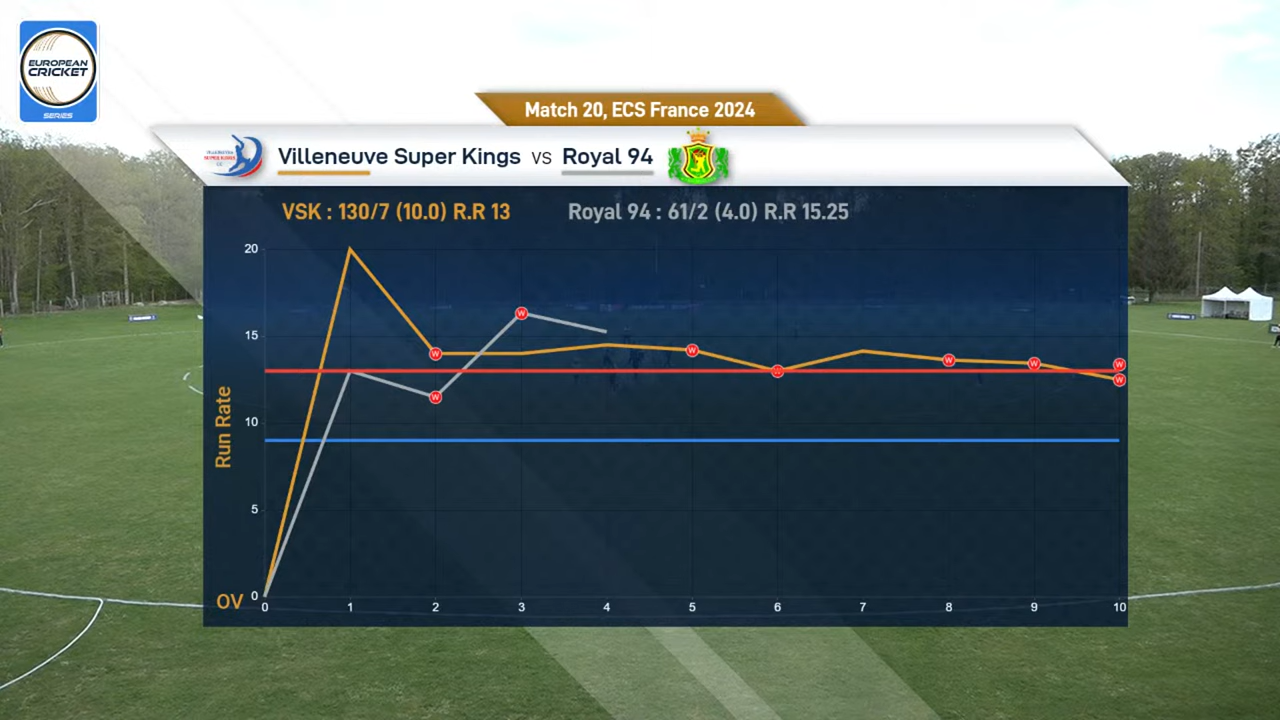 EUROPEAN
CRICKET
SERIES
Match 20, ECS France 2024
Villeneuve Super Kings vs Royal 94
VSK : 130/7 (10.0) R.R 13 Royal 94 : 61/2 (4.0) R.R 15.25
20
15
10
5
0
Run Rate
W W W W W W W W W
OV 0 1 2 3 4 5 6 7 8 9 10